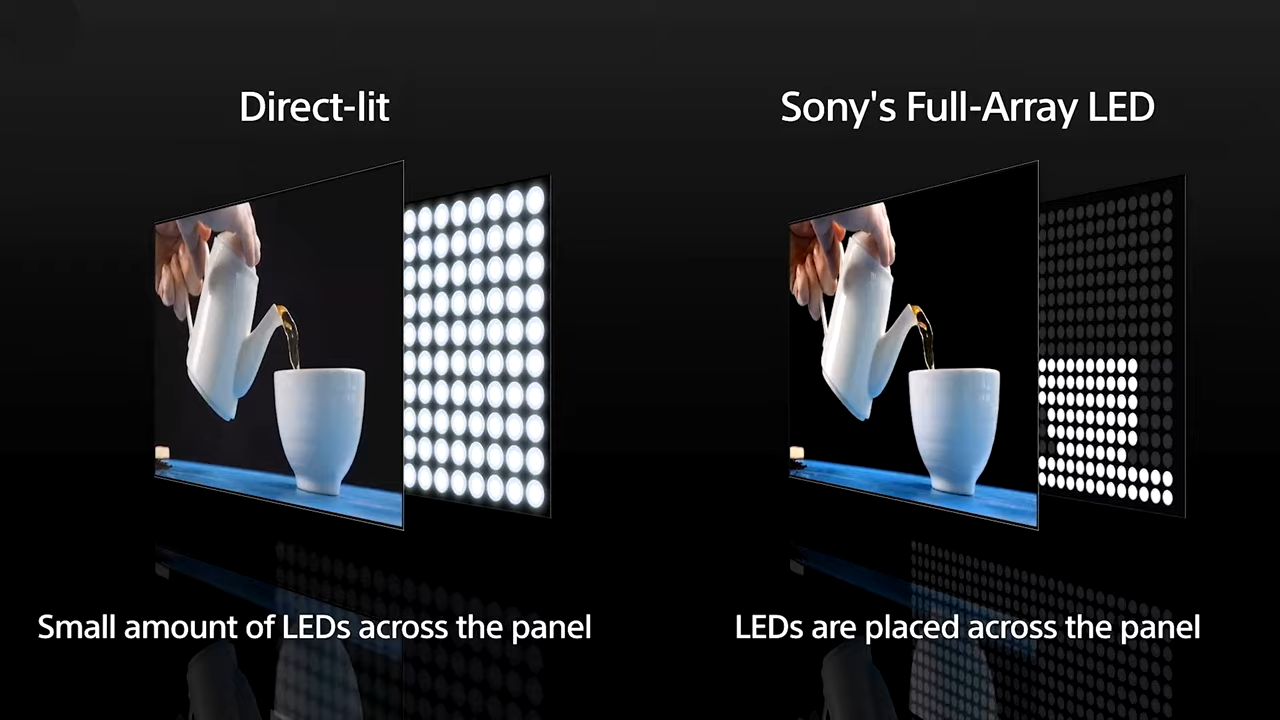 Direct-lit
Sony's Full-Array LED
Small amount of LEDs across the panel
LEDs are placed across the panel